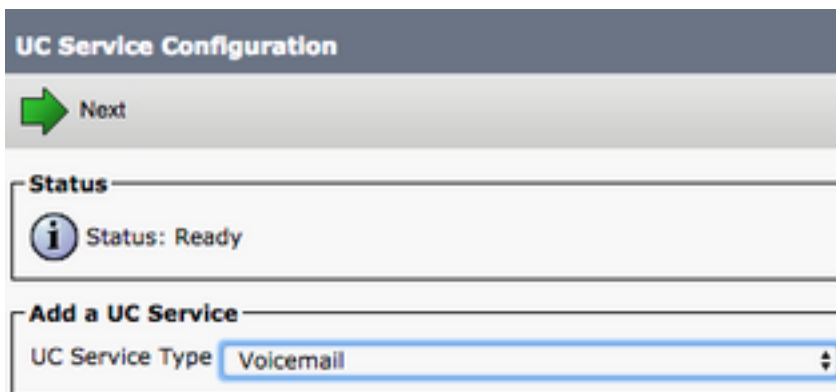 UC Service Configuration
Next
Status
Status: Ready
Add a UC Service
UC Service Type Voicemail